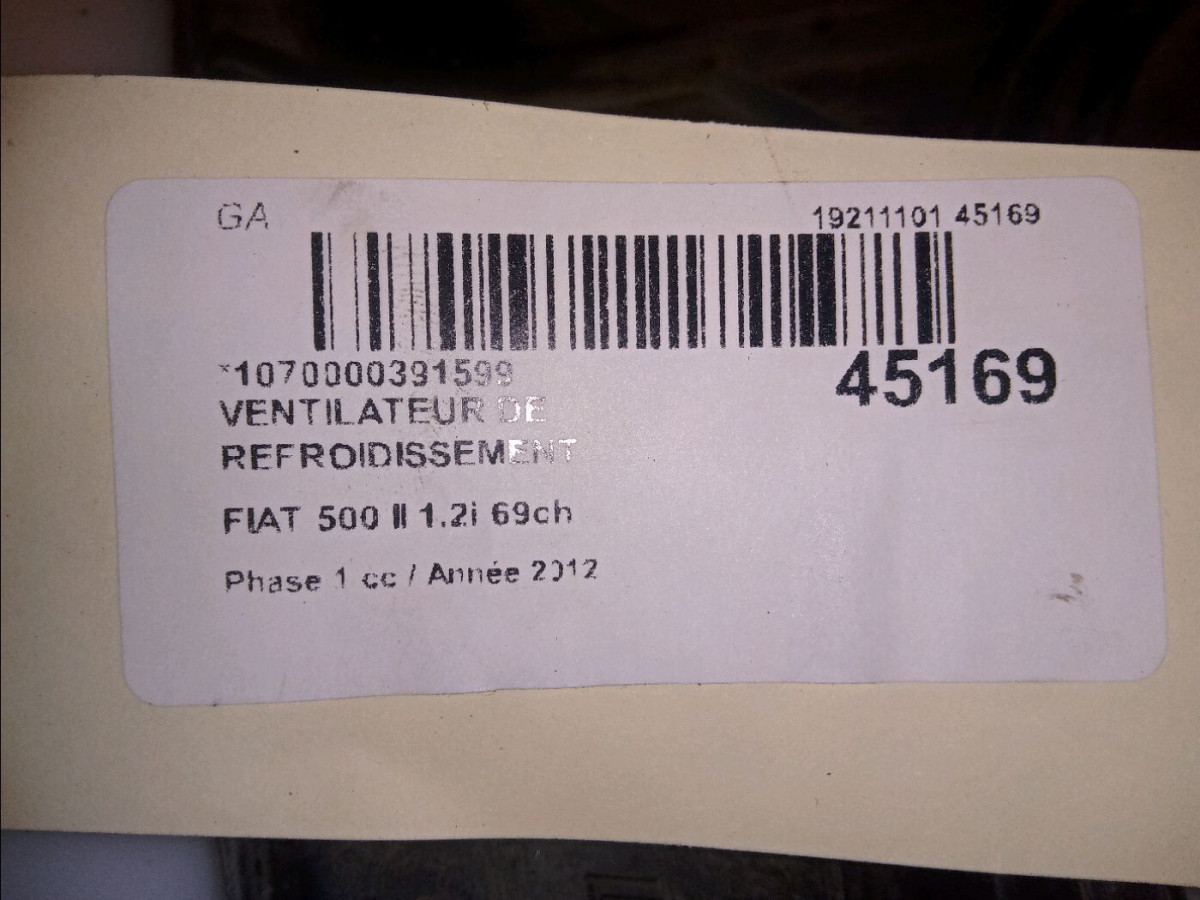 GA
19211101 45169
*1070000391599
45169
VENTILATEUR DE
REFROIDISSEMENT
FIAT 500 II 1.2i 69ch
Phase 1 cc / Année 2012